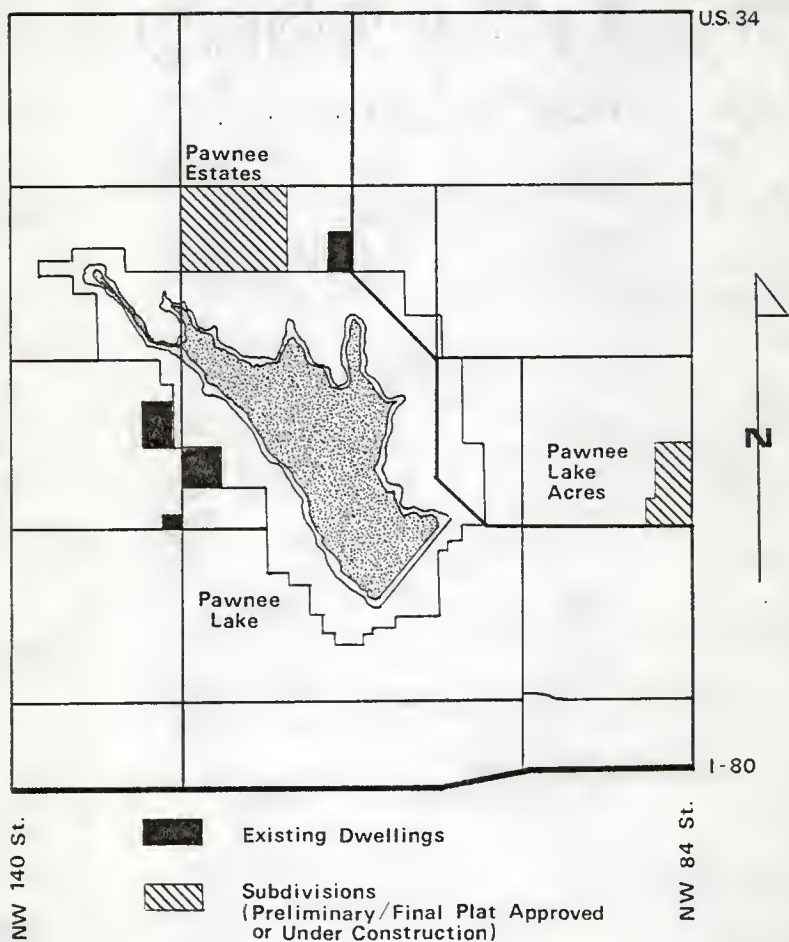 U.S. 34
Pawnee
Estates
N
Pawnee
Lake
Acres
Pawnee
Lake
I-80
NW 140 St.
NW 84 St.
Existing Dwellings
Subdivisions
(Preliminary/Final Plat Approved
or Under Construction)